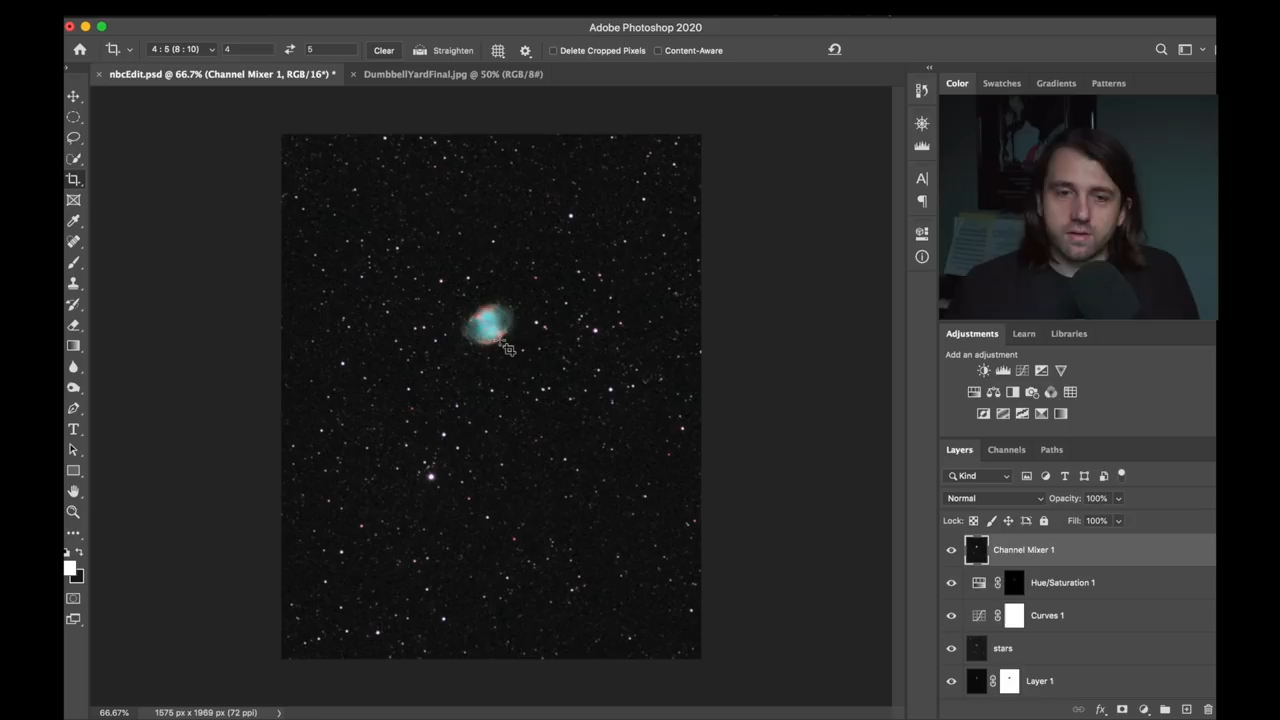 Adobe Photoshop 2020
4 : 5 (8 : 10)
4
5
Clear
Straighten
Delete Cropped Pixels
Content-Aware
nbcEdit.psd @ 66.7% (Channel Mixer 1, RGB/16*) *
DumbbellYardFinal.jpg @ 50% (RGB/8#)
Color
Swatches
Gradients
Patterns
Adjustments
Learn
Libraries
Add an adjustment
Layers
Channels
Paths
Kind
Normal
Opacity: 100%
Lock:
Fill: 100%
Channel Mixer 1
Hue/Saturation 1
Curves 1
stars
Layer 1
66.67%
1575 px x 1969 px (72 ppi)